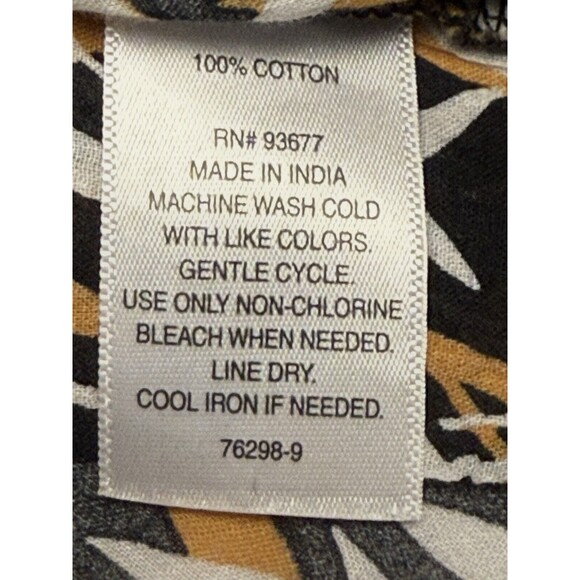 100% COTTON
RN# 93677
MADE IN INDIA
MACHINE WASH COLD
WITH LIKE COLORS.
GENTLE CYCLE.
USE ONLY NON-CHLORINE
BLEACH WHEN NEEDED.
LINE DRY.
COOL IRON IF NEEDED.
76298-9